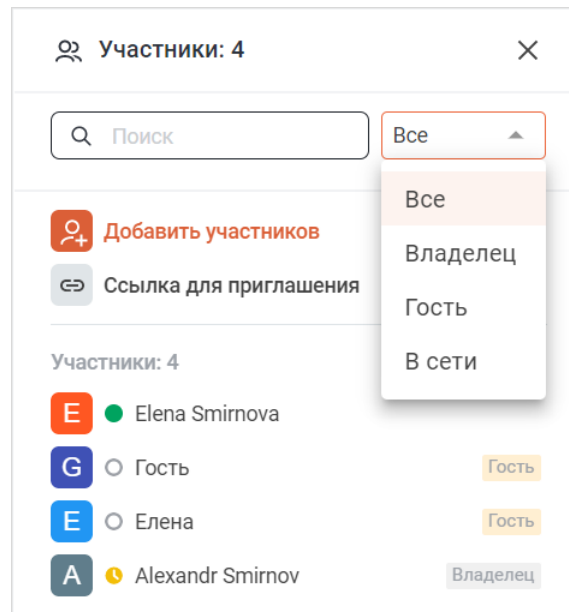 Участники: 4
Поиск
Все
Все
Владелец
Гость
В сети
Добавить участников
Ссылка для приглашения
Участники: 4
E Elena Smirnova
G Гость Гость
E Елена Гость
A Alexandr Smirnov Владелец